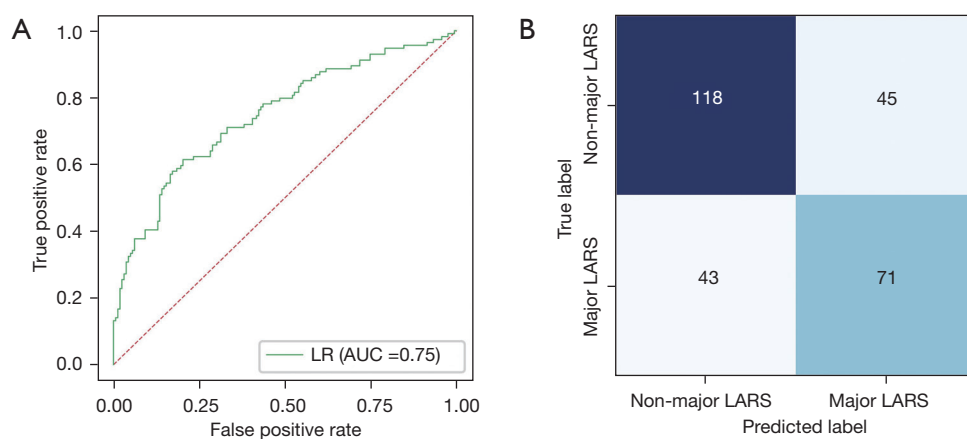 A
True positive rate
1.0
0.8
0.6
0.4
0.2
0.0
LR (AUC =0.75)
0.00 0.25 0.50 0.75 1.00
False positive rate
B
True label
Non-major LARS
Major LARS
118 45
43 71
Non-major LARS Major LARS
Predicted label